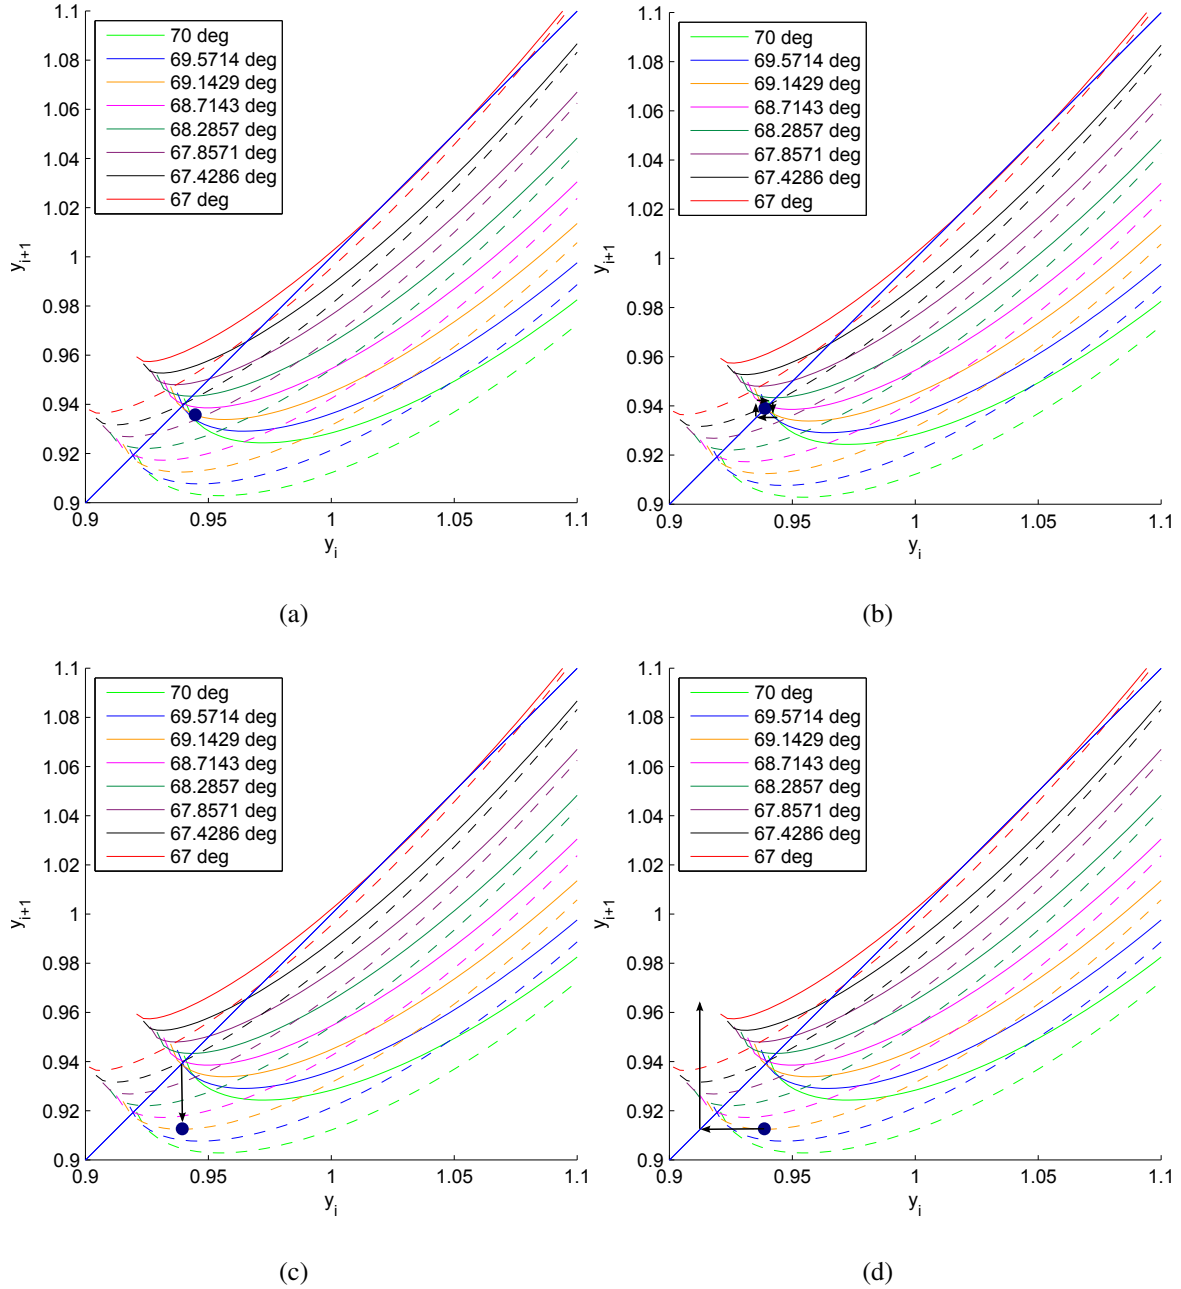 1.1
1.08
1.06
1.04
1.02
1
0.98
0.96
0.94
0.92
0.9
y_{i+1}
70 deg
69.5714 deg
69.1429 deg
68.7143 deg
68.2857 deg
67.8571 deg
67.4286 deg
67 deg
0.9 0.95 1 1.05 1.1
y_i
(a)
1.1
1.08
1.06
1.04
1.02
1
0.98
0.96
0.94
0.92
0.9
y_{i+1}
70 deg
69.5714 deg
69.1429 deg
68.7143 deg
68.2857 deg
67.8571 deg
67.4286 deg
67 deg
0.9 0.95 1 1.05 1.1
y_i
(b)
1.1
1.08
1.06
1.04
1.02
1
0.98
0.96
0.94
0.92
0.9
y_{i+1}
70 deg
69.5714 deg
69.1429 deg
68.7143 deg
68.2857 deg
67.8571 deg
67.4286 deg
67 deg
0.9 0.95 1 1.05 1.1
y_i
(c)
1.1
1.08
1.06
1.04
1.02
1
0.98
0.96
0.94
0.92
0.9
y_{i+1}
70 deg
69.5714 deg
69.1429 deg
68.7143 deg
68.2857 deg
67.8571 deg
67.4286 deg
67 deg
0.9 0.95 1 1.05 1.1
y_i
(d)